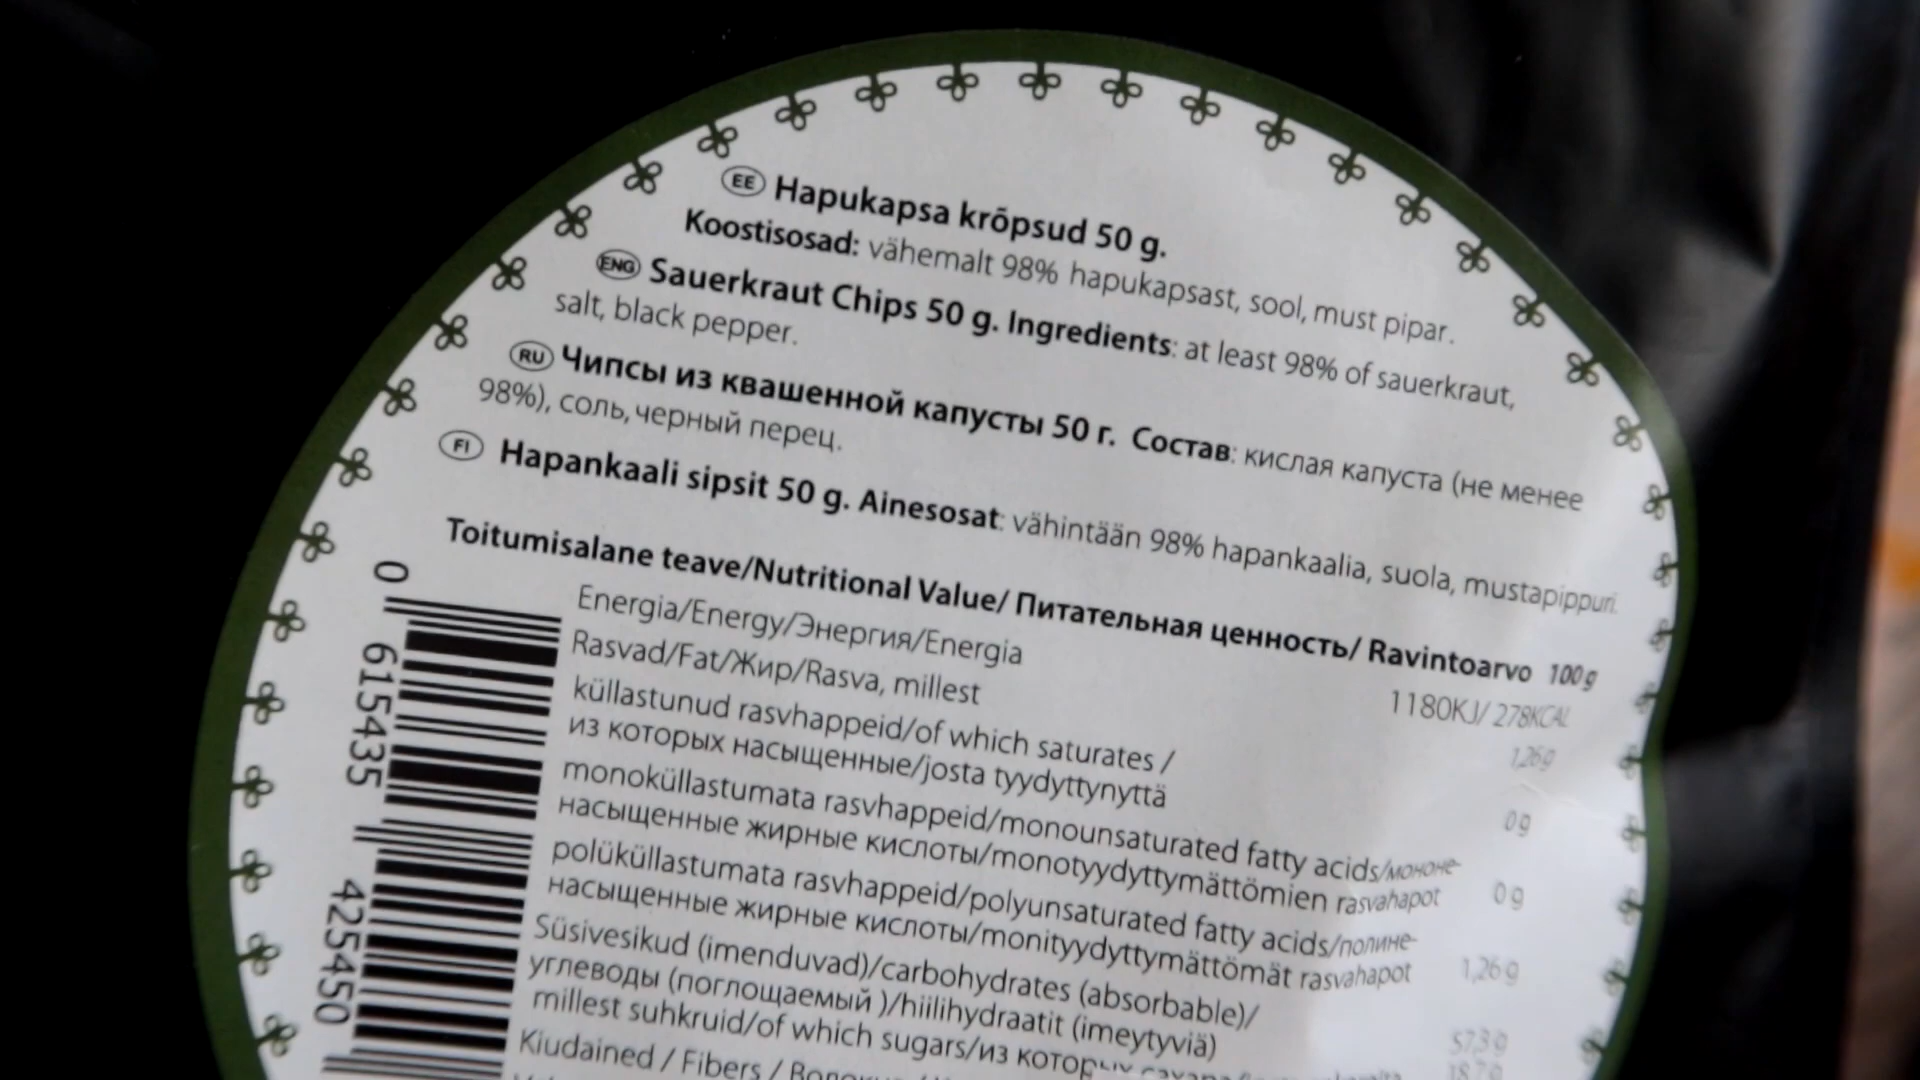 EE Hapukapsa krõpsud 50 g.
Koostisosad: vähemalt 98% hapukapsast, sool, must pipar.
ENG Sauerkraut Chips 50 g. Ingredients: at least 98% of sauerkraut,
salt, black pepper.
RU Чипсы из квашенной капусты 50 г. Состав: кислая капуста (не менее
98%), соль, черный перец.
FI Hapankaali sipsit 50 g. Ainesosat: vähintään 98% hapankaalia, suola, mustapippuri.
Toitumisalane teave/Nutritional Value/ Питательная ценность/ Ravintoarvo 100 g
Energia/Energy/Энергия/Energia 1180KJ/ 278KCAL
Rasvad/Fat/Жир/Rasva, millest 1,26g
küllastunud rasvhappeid/of which saturates /
из которых насыщенные/josta tyydyttynyttä 0g
monoküllastumata rasvhappeid/monounsaturated fatty acids/мононе-
насыщенные жирные кислоты/monotyydyttymättömien rasvahapot 0 g
polüküllastumata rasvhappeid/polyunsaturated fatty acids/полине-
насыщенные жирные кислоты/monityydyttymättömät rasvahapot 1,26 g
Süsivesikud (imenduvad)/carbohydrates (absorbable)/
углеводы (поглощаемый )/hiilihydraatit (imeytyviä) 57,3 g
millest suhkruid/of which sugars/из
Kiudained / Fibers /
0 615435 425450